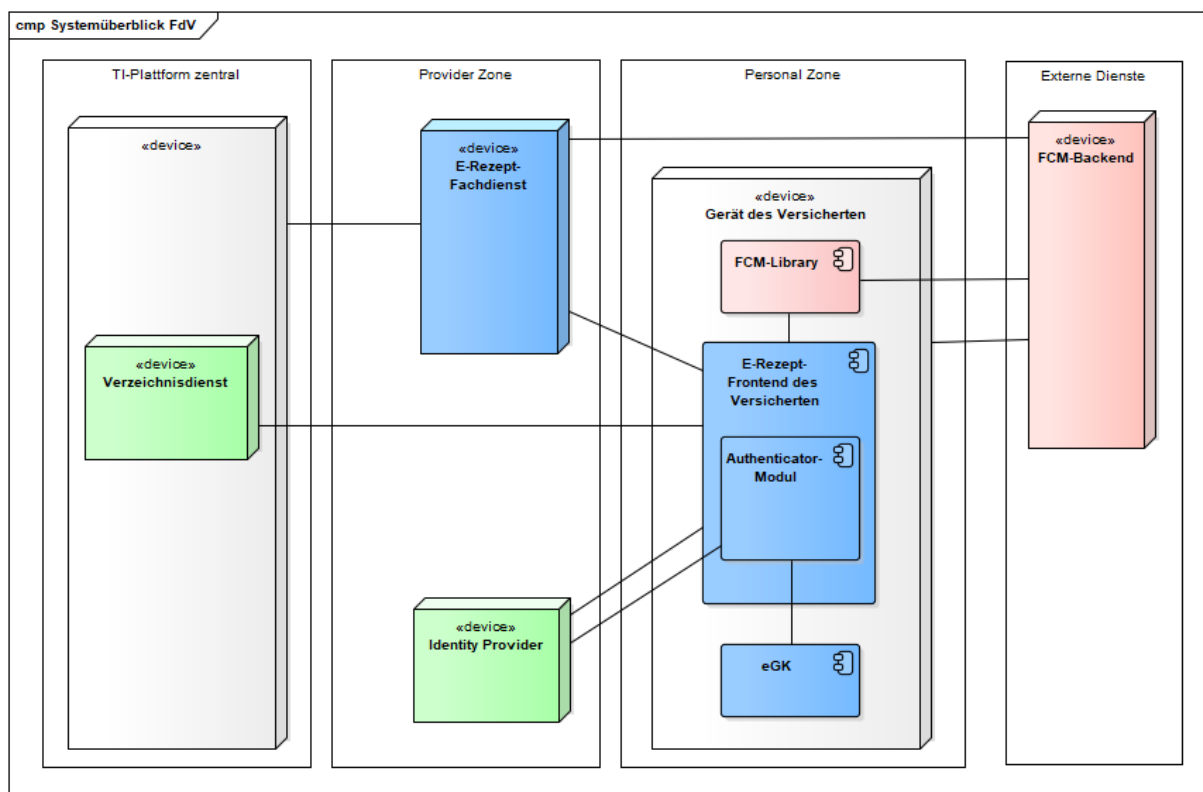 cmp Systemüberblick FdV
TI-Plattform zentral
«device»
«device»
Verzeichnisdienst
Provider Zone
«device»
E-Rezept-
Fachdienst
«device»
Identity Provider
Personal Zone
«device»
Gerät des Versicherten
FCM-Library
E-Rezept-
Frontend des
Versicherten
Authenticator-
Modul
eGK
Externe Dienste
«device»
FCM-Backend